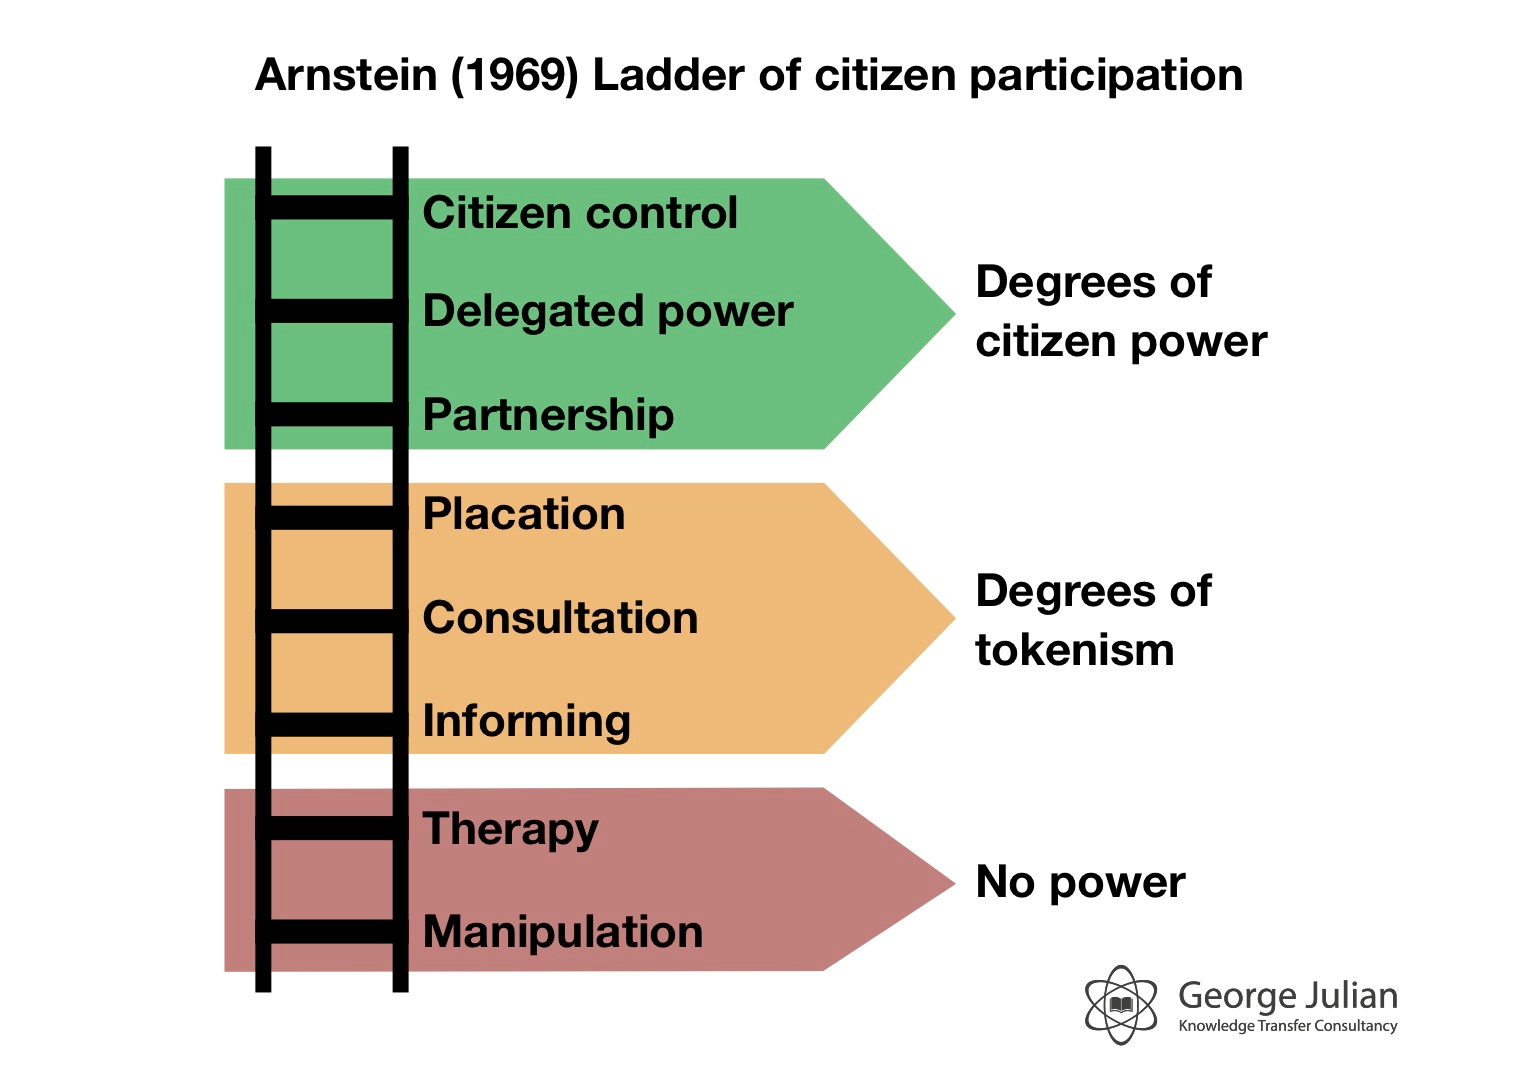 Arnstein (1969) Ladder of citizen participation
Citizen control
Delegated power
Partnership
Degrees of
citizen power
Placation
Consultation
Informing
Degrees of
tokenism
Therapy
Manipulation
No power
George Julian
Knowledge Transfer Consultancy